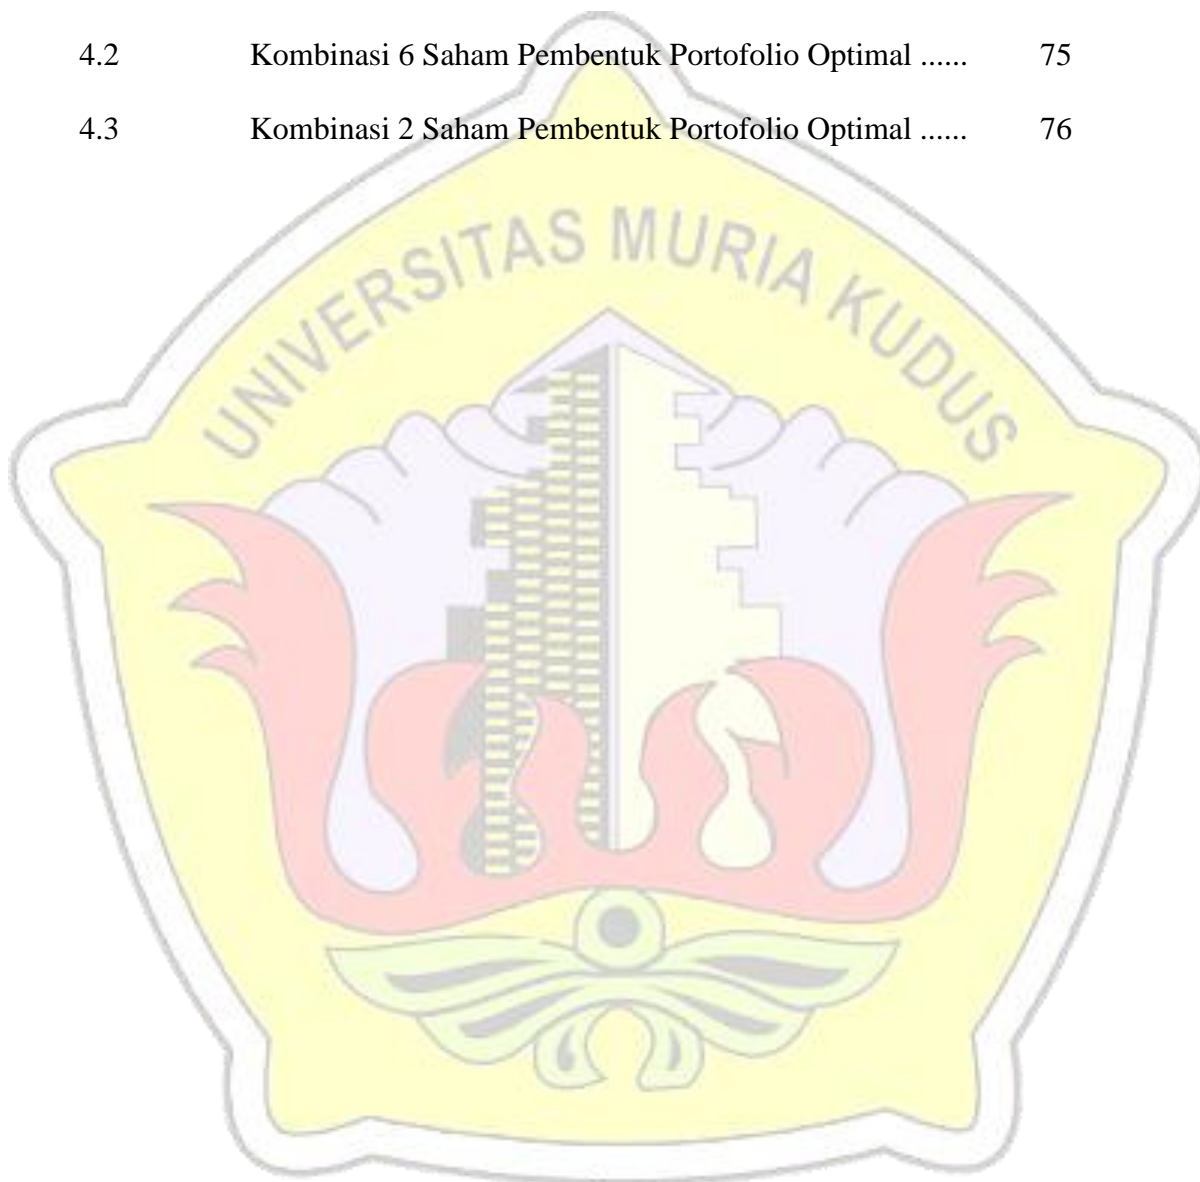 4.2 Kombinasi 6 Saham Pembentuk Portofolio Optimal ...... 75
4.3 Kombinasi 2 Saham Pembentuk Portofolio Optimal ...... 76
UNIVERSITAS MURIA KUDUS